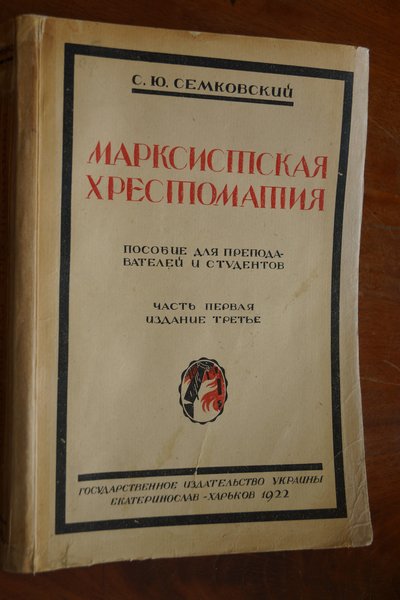 С. Ю. СЕМКОВСКИЙ
МАРКСИСТСКАЯ
ХРЕСТОМАТИЯ
ПОСОБИЕ ДЛЯ ПРЕПОДА-
ВАТЕЛЕЙ И СТУДЕНТОВ
ЧАСТЬ ПЕРВАЯ
ИЗДАНИЕ ТРЕТЬЕ
ГОСУДАРСТВЕННОЕ ИЗДАТЕЛЬСТВО УКРАИНЫ
ЕКАТЕРИНОСЛАВ-ХАРЬКОВ 1922